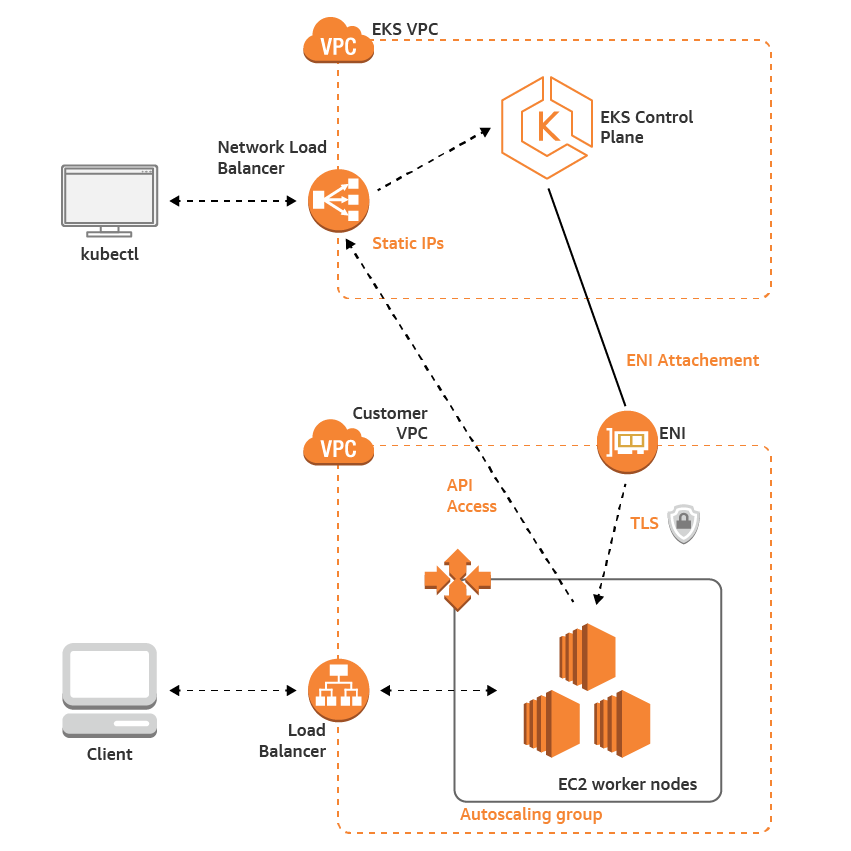 VPC
EKS VPC
EKS Control
Plane
K
Network Load
Balancer
kubectl
Static IPs
ENI Attachement
Customer
VPC
VPC
ENI
API
Access
TLS
Client
Load
Balancer
EC2 worker nodes
Autoscaling group